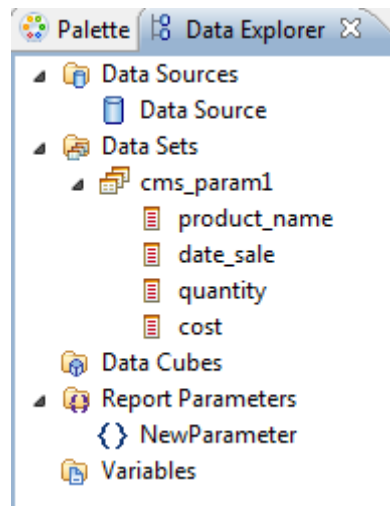 Palette Data Explorer
Data Sources
Data Source
Data Sets
cms_param1
product_name
date_sale
quantity
cost
Data Cubes
Report Parameters
NewParameter
Variables